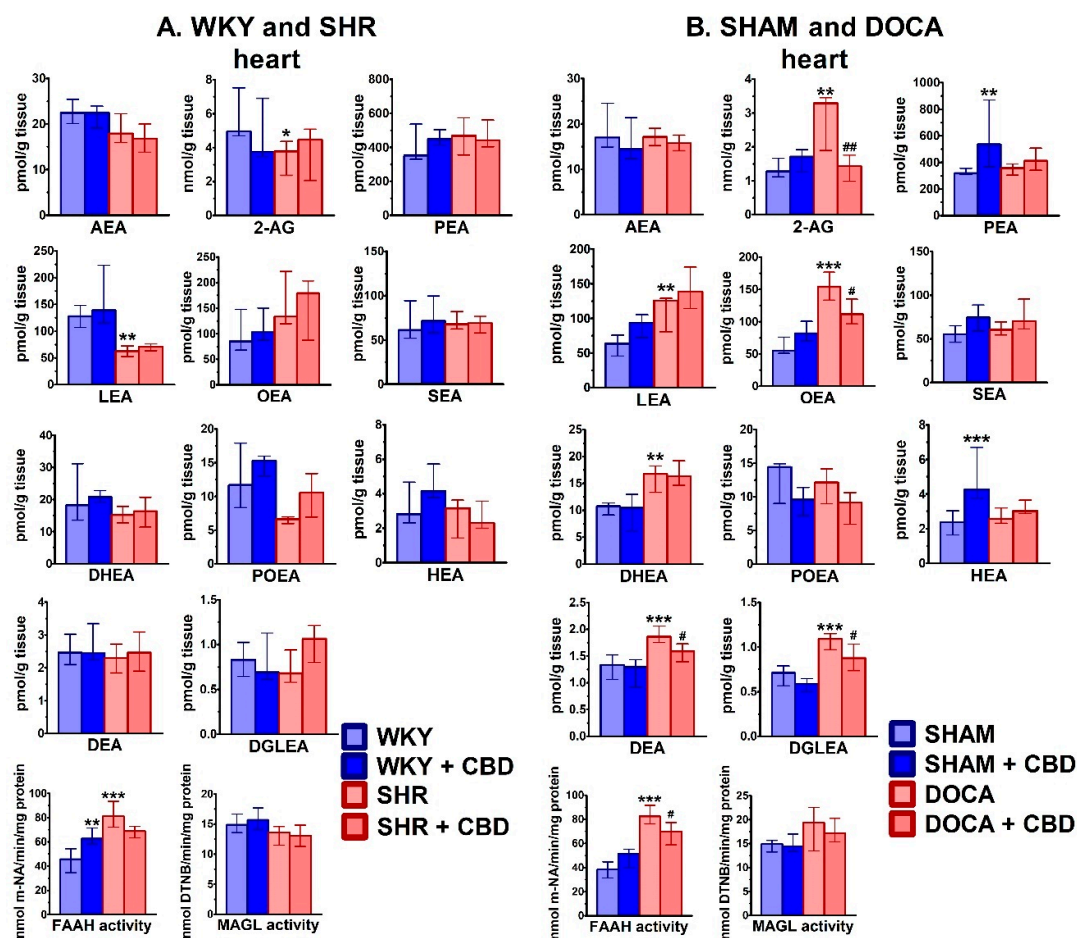 A. WKY and SHR
heart
B. SHAM and DOCA
heart
pmol/g tissue
30
20
10
0
AEA
nmol/g tissue
8
6
4
2
0
2-AG
pmol/g tissue
800
600
400
200
0
PEA
pmol/g tissue
30
20
10
0
AEA
nmol/g tissue
4
3
2
1
0
**
##
2-AG
pmol/g tissue
1000
800
600
400
200
0
**
PEA
*
pmol/g tissue
250
200
150
100
50
0
**
LEA
pmol/g tissue
250
200
150
100
50
0
OEA
pmol/g tissue
150
100
50
0
SEA
pmol/g tissue
200
150
100
50
0
**
LEA
pmol/g tissue
200
150
100
50
0
***
#
OEA
pmol/g tissue
150
100
50
0
SEA
pmol/g tissue
40
30
20
10
0
DHEA
pmol/g tissue
20
15
10
5
0
POEA
pmol/g tissue
8
6
4
2
0
HEA
pmol/g tissue
25
20
15
10
5
0
**
DHEA
pmol/g tissue
20
15
10
5
0
POEA
pmol/g tissue
8
6
4
2
0
***
HEA
pmol/g tissue
4
3
2
1
0
DEA
pmol/g tissue
1.5
1.0
0.5
0.0
DGLEA
pmol/g tissue
2.5
2.0
1.5
1.0
0.5
0.0
***
#
DEA
pmol/g tissue
1.5
1.0
0.5
0.0
***
#
DGLEA
WKY
WKY + CBD
SHR
SHR + CBD
SHAM
SHAM + CBD
DOCA
DOCA + CBD
nmol m-NA/min/mg protein
100
80
60
40
20
0
**
***
FAAH activity
nmol DTNB/min/mg protein
25
20
15
10
5
0
MAGL activity
nmol m-NA/min/mg protein
100
80
60
40
20
0
***
#
FAAH activity
nmol DTNB/min/mg protein
25
20
15
10
5
0
MAGL activity